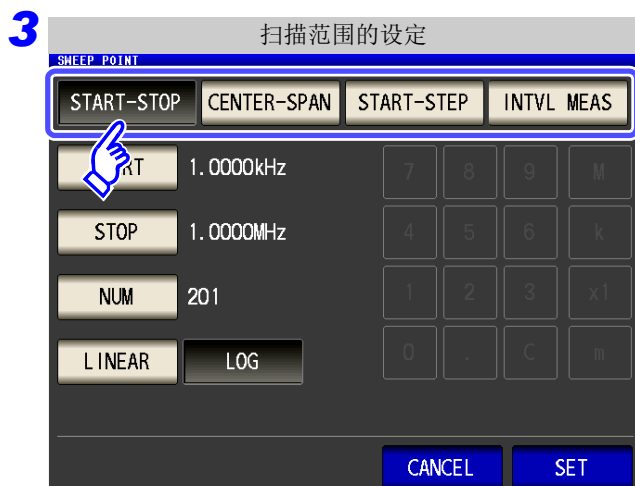 3
扫描范围的设定
SWEEP POINT
START-STOP CENTER-SPAN START-STEP INTVL MEAS
RT 1.0000kHz 7 8 9 M
STOP 1.0000MHz 4 5 6 k
NUM 201 1 2 3 x1
LINEAR LOG 0 . C m
CANCEL SET